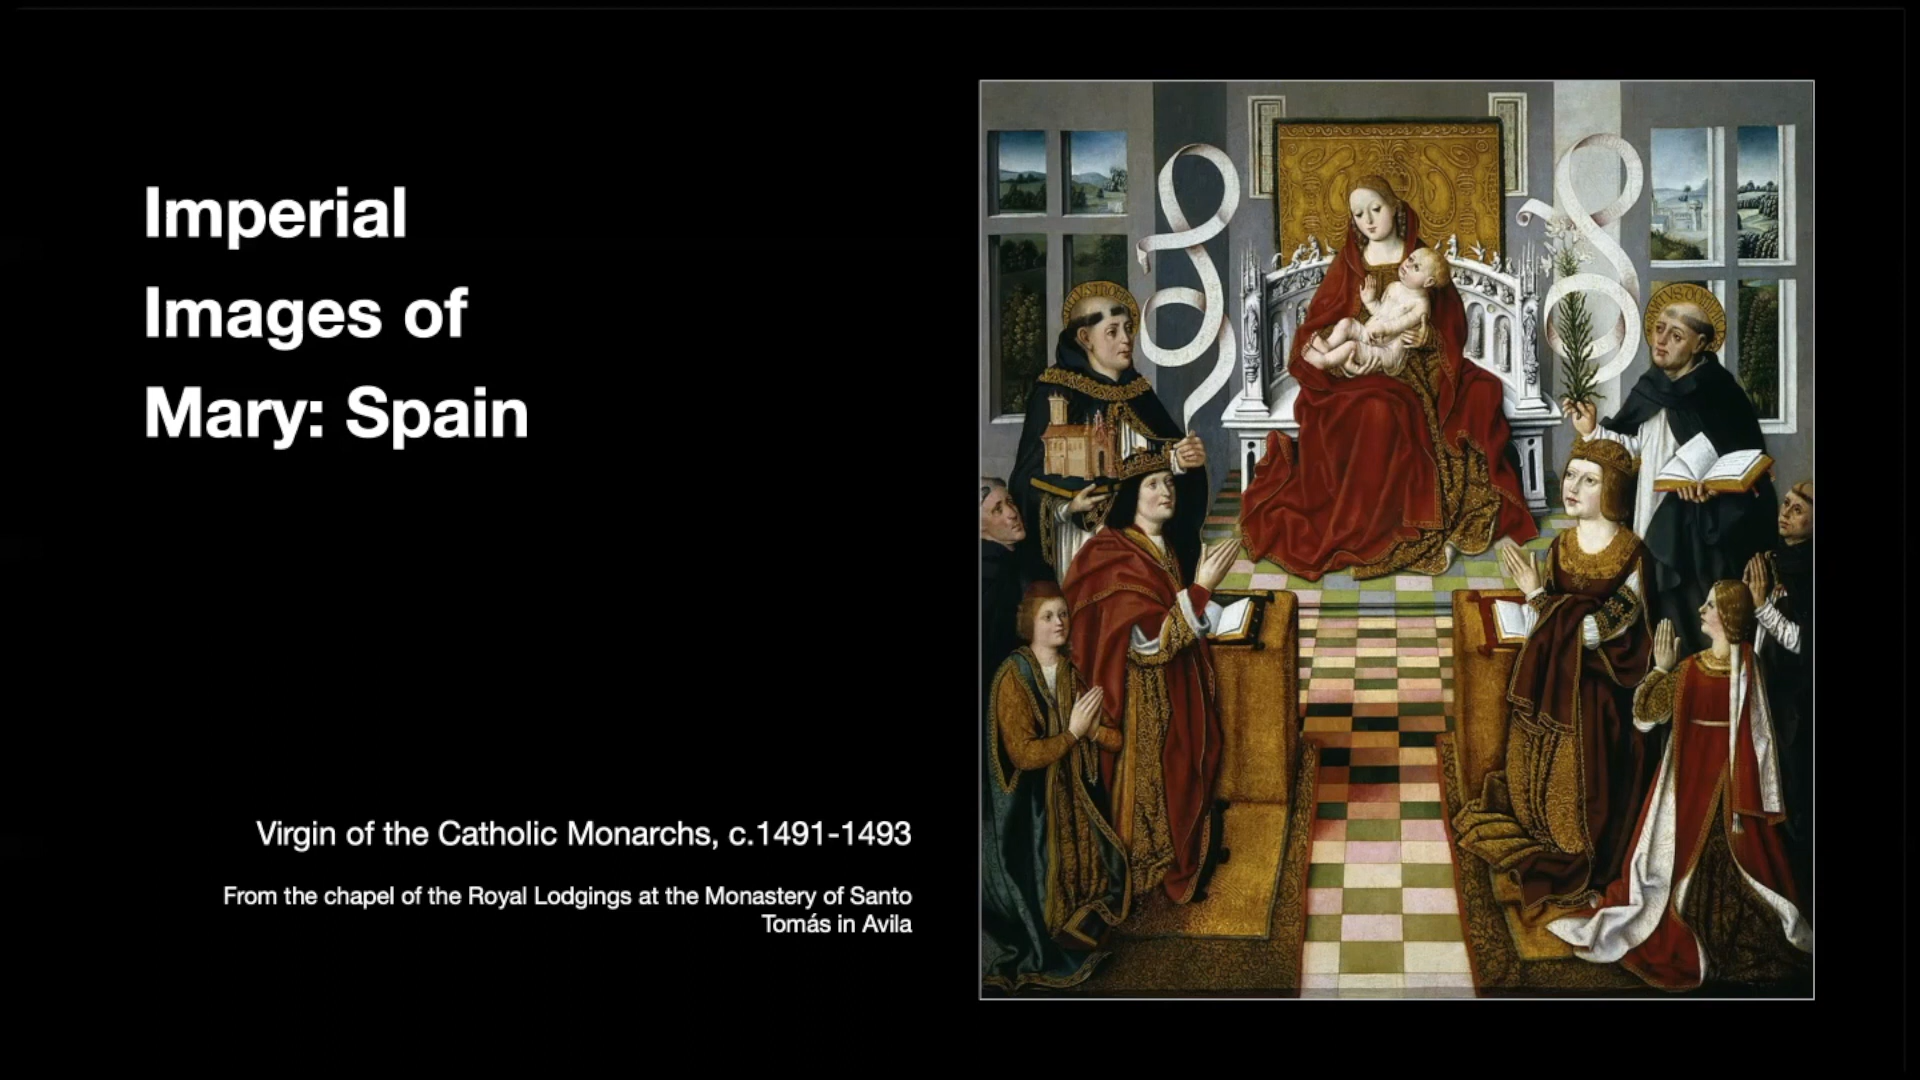 Imperial
Images of
Mary: Spain
Virgin of the Catholic Monarchs, c.1491-1493
From the chapel of the Royal Lodgings at the Monastery of Santo
Tomás in Avila